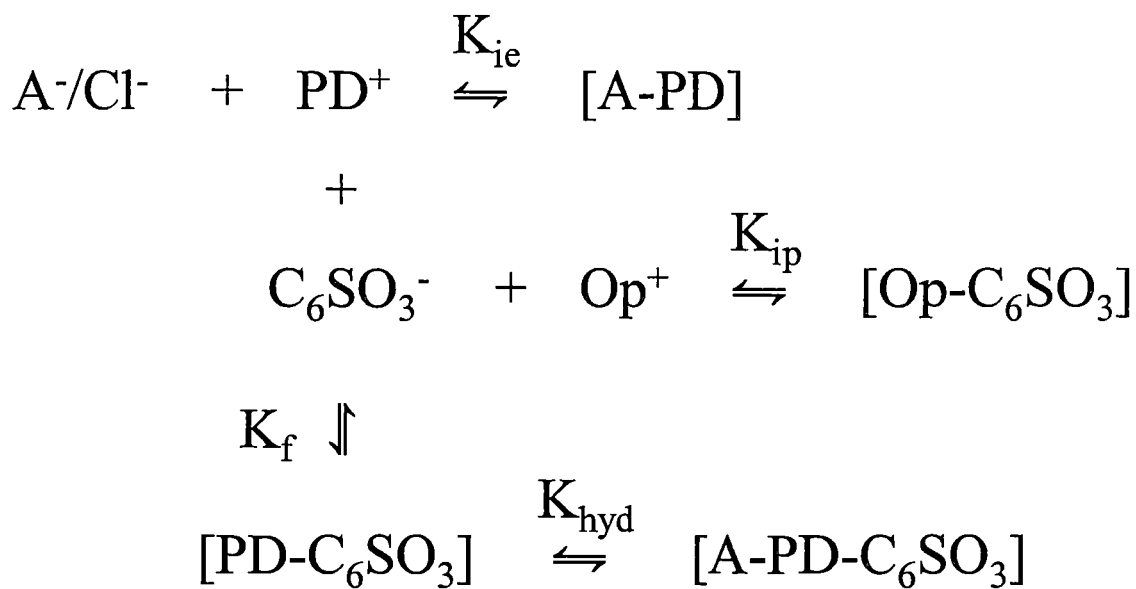 K_ie
A⁻/Cl⁻ + PD⁺ ⇌ [A-PD]
+
K_ip
C₆SO₃⁻ + Op⁺ ⇌ [Op-C₆SO₃]
K_f ⇌
K_hyd
[PD-C₆SO₃] ⇌ [A-PD-C₆SO₃]